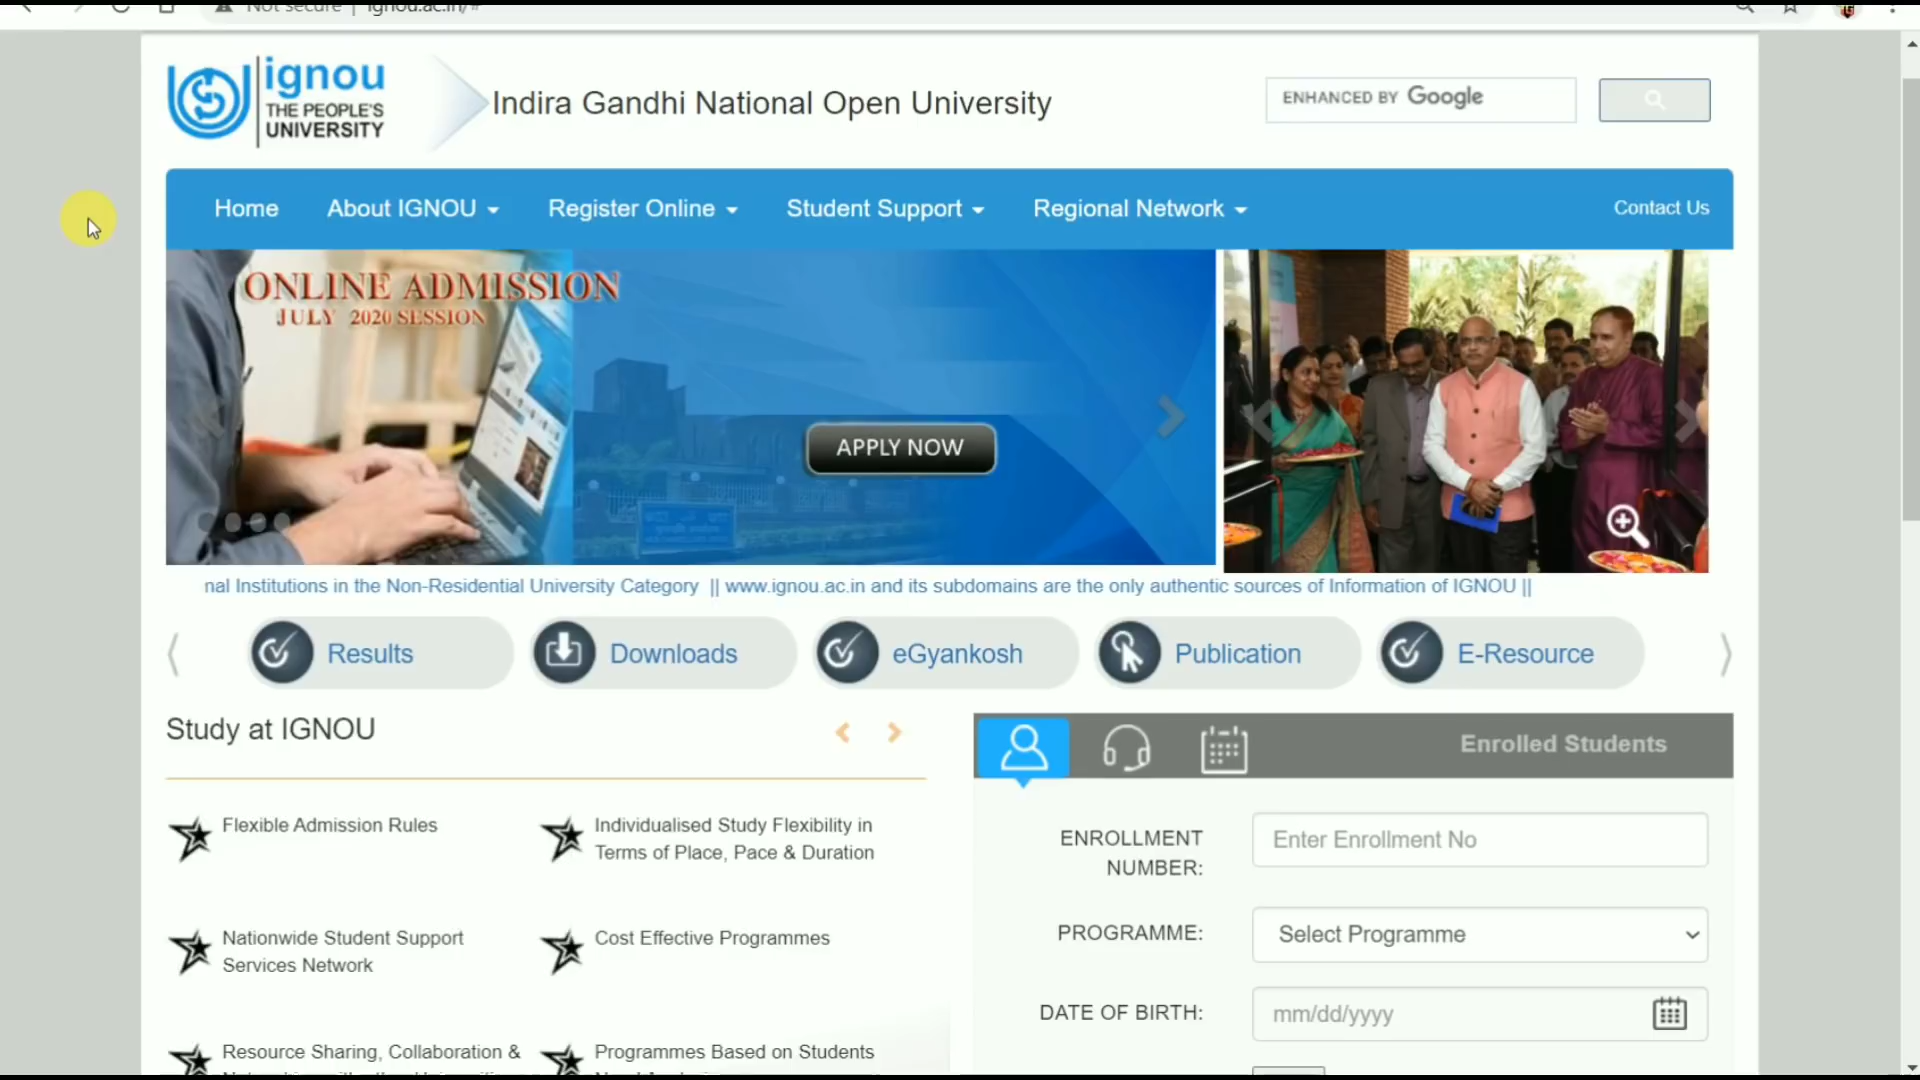 Not secure | ignou.ac.in/#
ignou
THE PEOPLE'S
UNIVERSITY
Indira Gandhi National Open University
ENHANCED BY Google
Home About IGNOU Register Online Student Support Regional Network Contact Us
ONLINE ADMISSION
JULY 2020 SESSION
APPLY NOW
nal Institutions in the Non-Residential University Category || www.ignou.ac.in and its subdomains are the only authentic sources of Information of IGNOU ||
Results Downloads eGyankosh Publication E-Resource
Study at IGNOU
Flexible Admission Rules
Individualised Study Flexibility in
Terms of Place, Pace & Duration
Nationwide Student Support
Services Network
Cost Effective Programmes
Resource Sharing, Collaboration &
Programmes Based on Students
Enrolled Students
ENROLLMENT
NUMBER:
Enter Enrollment No
PROGRAMME:
Select Programme
DATE OF BIRTH:
mm/dd/yyyy